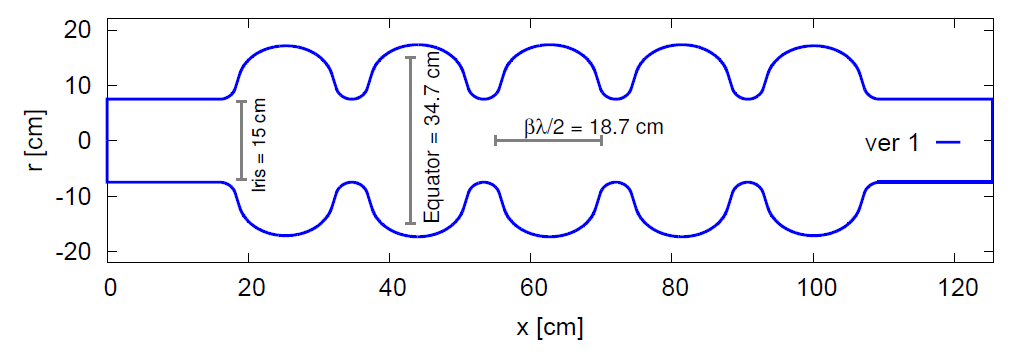 20
10
0
-10
-20
r [cm]
Iris = 15 cm
Equator = 34.7 cm
βλ/2 = 18.7 cm
ver 1
0
20
40
60
80
100
120
x [cm]